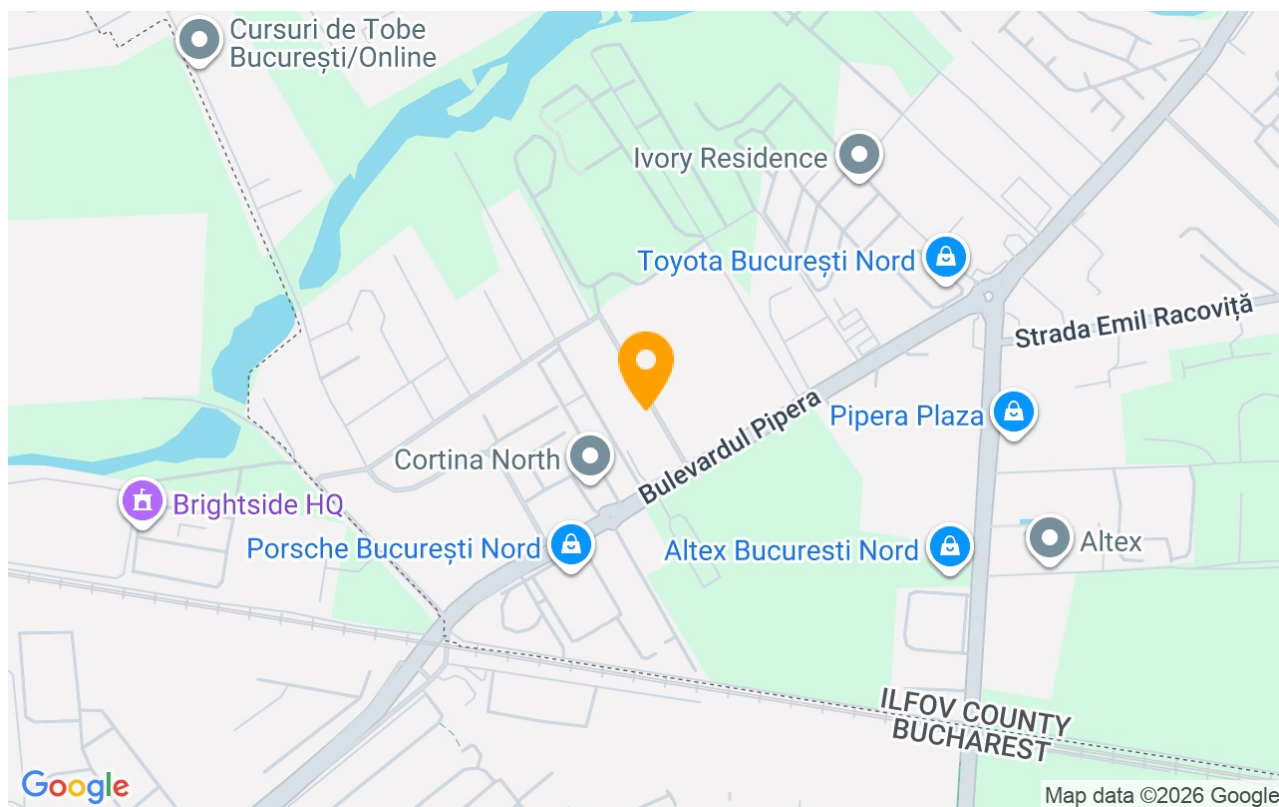 Cursuri de Tobe
București/Online
Ivory Residence
Toyota București Nord
Strada Emil Racoviță
Bulevardul Pipera
Pipera Plaza
Cortina North
Brightside HQ
Porsche București Nord
Altex Bucuresti Nord
Altex
ILFOV COUNTY
BUCHAREST
Google
Map data ©2026 Google